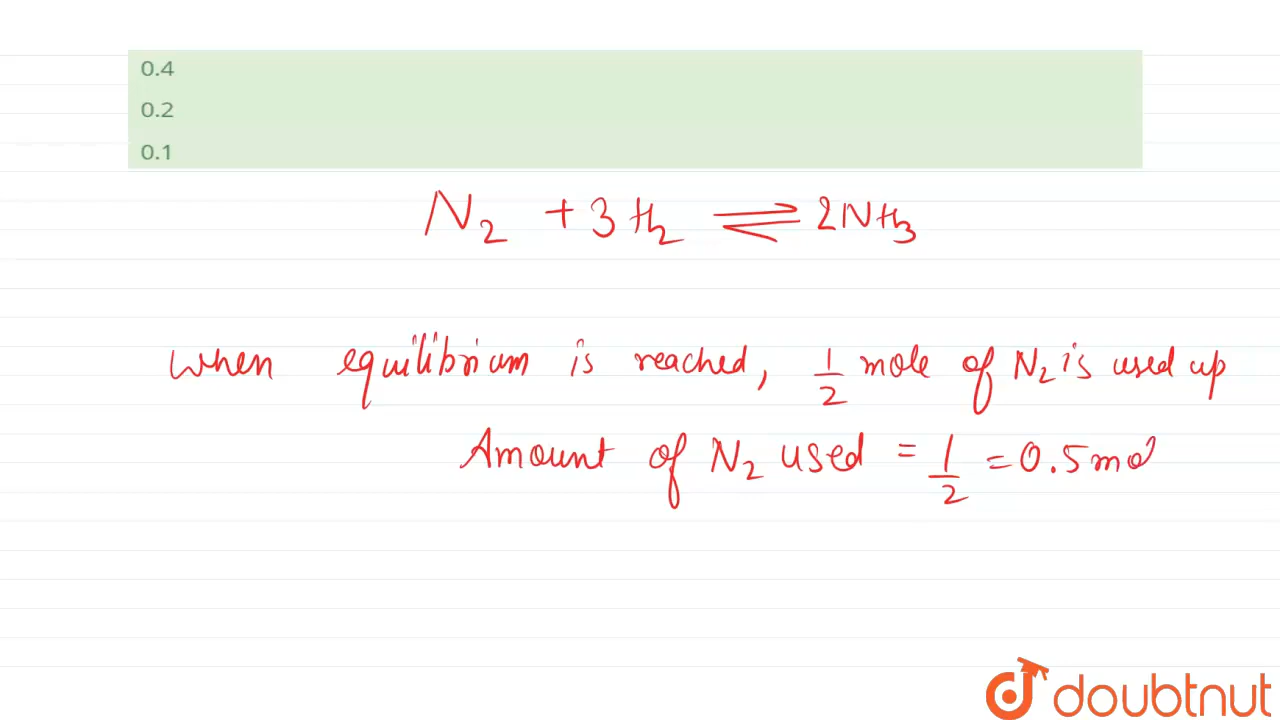 0.4
0.2
0.1
N₂ + 3H₂ ⇌ 2NH₃
When equilibrium is reached, 1/2 mole of N₂ is used up
Amount of N₂ used = 1/2 = 0.5 mo
doubtnut